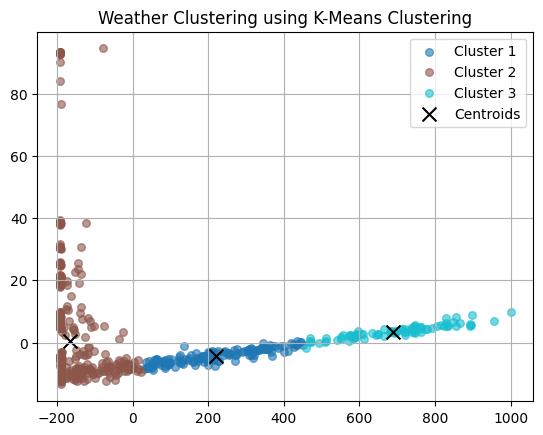 Weather Clustering using K-Means Clustering
Cluster 1
Cluster 2
Cluster 3
Centroids
80
60
40
20
0
−200 0 200 400 600 800 1000